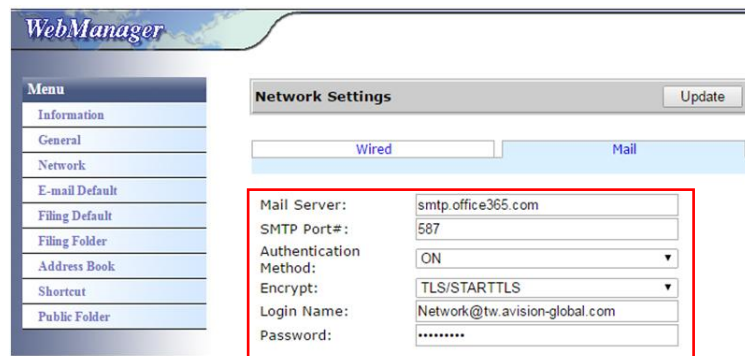 WebManager
Menu
Information
General
Network
E-mail Default
Filing Default
Filing Folder
Address Book
Shortcut
Public Folder
Network Settings
Update
Wired
Mail
Mail Server: smtp.office365.com
SMTP Port#: 587
Authentication
Method: ON
Encrypt: TLS/STARTTLS
Login Name: Network@tw.avision-global.com
Password: •••••••••